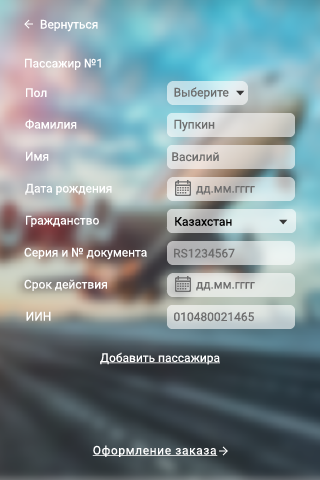 ← Вернуться
Пассажир №1
Пол Выберите
Фамилия Пупкин
Имя Василий
Дата рождения дд.мм.гггг
Гражданство Казахстан
Серия и № документа RS1234567
Срок действия дд.мм.гггг
ИИН 010480021465
Добавить пассажира
Оформление заказа→